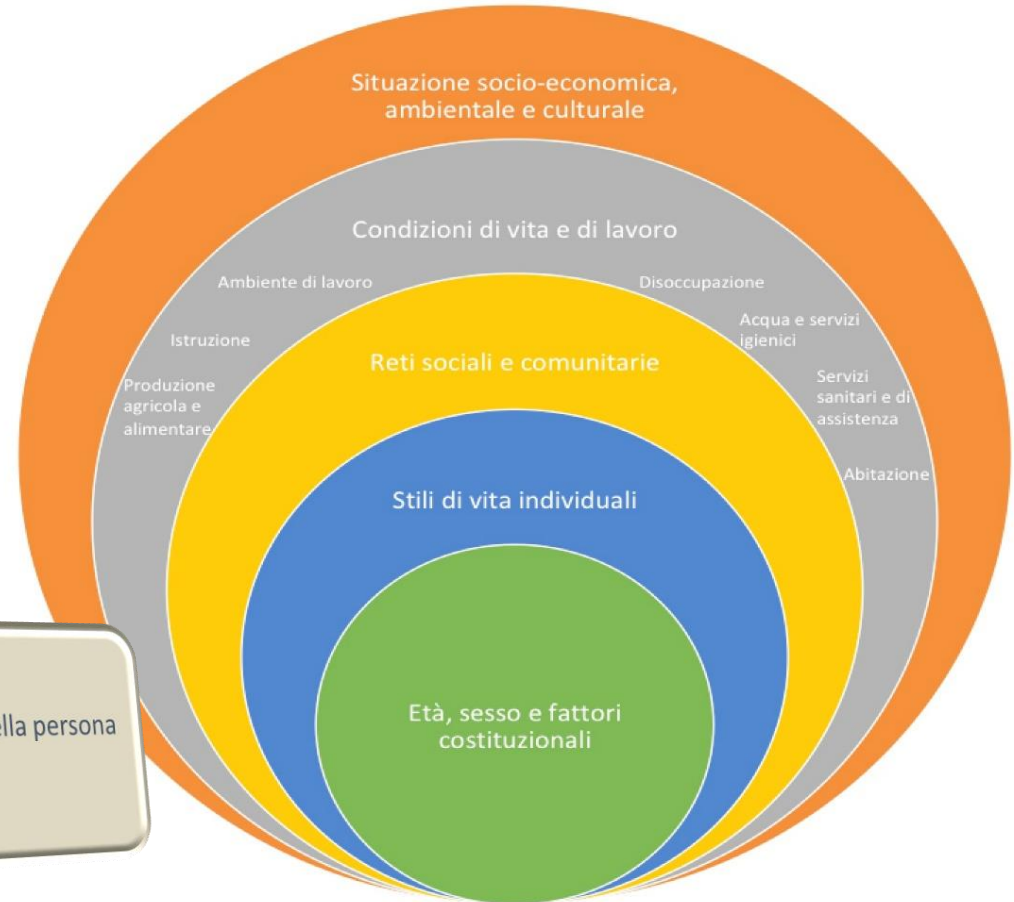 Situazione socio-economica,
ambientale e culturale
Condizioni di vita e di lavoro
Ambiente di lavoro
Disoccupazione
Istruzione
Acqua e servizi
igienici
Reti sociali e comunitarie
Produzione
agricola e
alimentare
Servizi
sanitari e di
assistenza
Abitazione
Stili di vita individuali
Età, sesso e fattori
costituzionali
persona